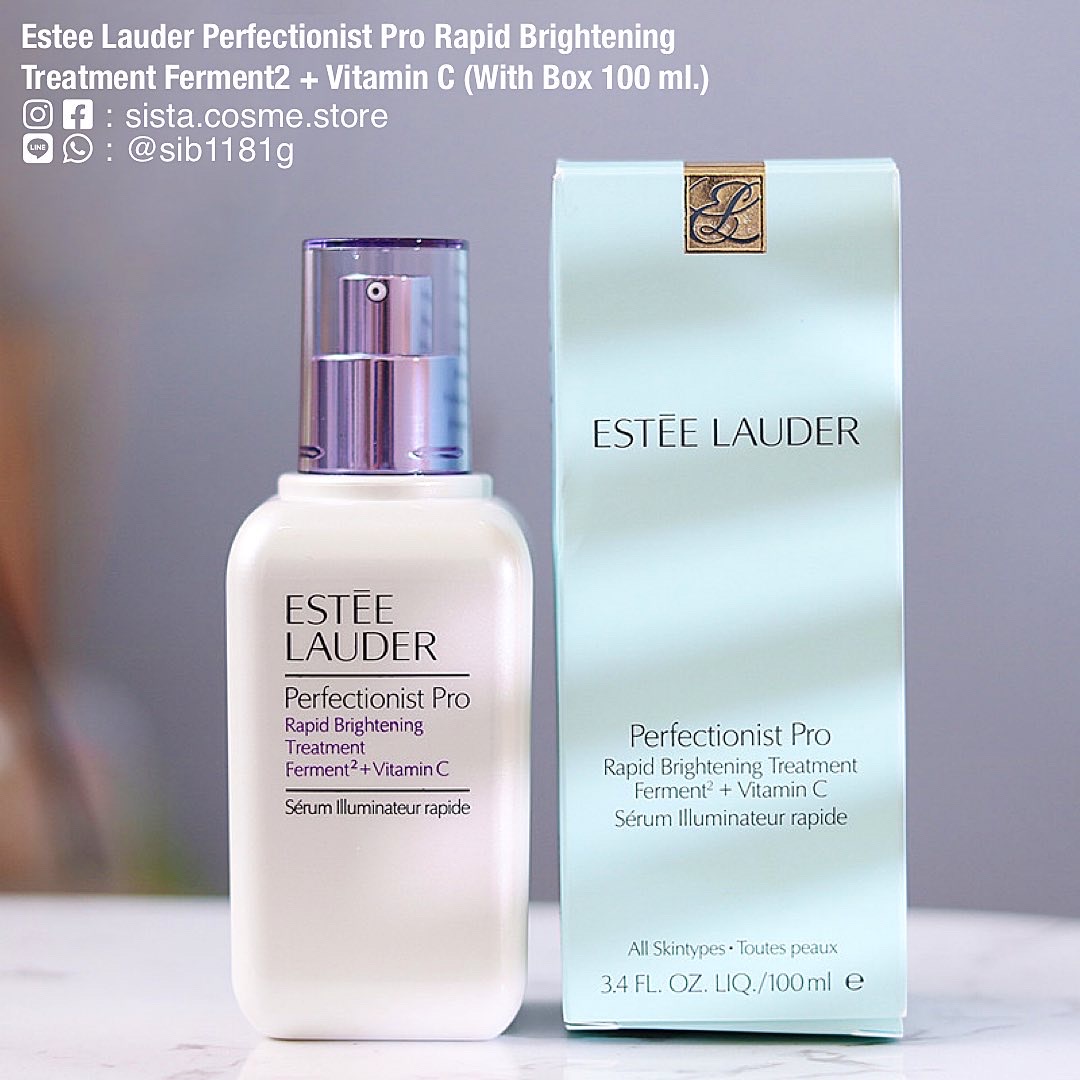 Estee Lauder Perfectionist Pro Rapid Brightening
Treatment Ferment2 + Vitamin C (With Box 100 ml.)
: sista.cosme.store
LINE : @sib1181g
EL
ESTĒE LAUDER
ESTĒE
LAUDER
Perfectionist Pro
Rapid Brightening
Treatment
Ferment² + Vitamin C
Sérum Illuminateur rapide
Perfectionist Pro
Rapid Brightening Treatment
Ferment² + Vitamin C
Sérum Illuminateur rapide
All Skintypes • Toutes peaux
3.4 FL. OZ. LIQ./100 ml ℮